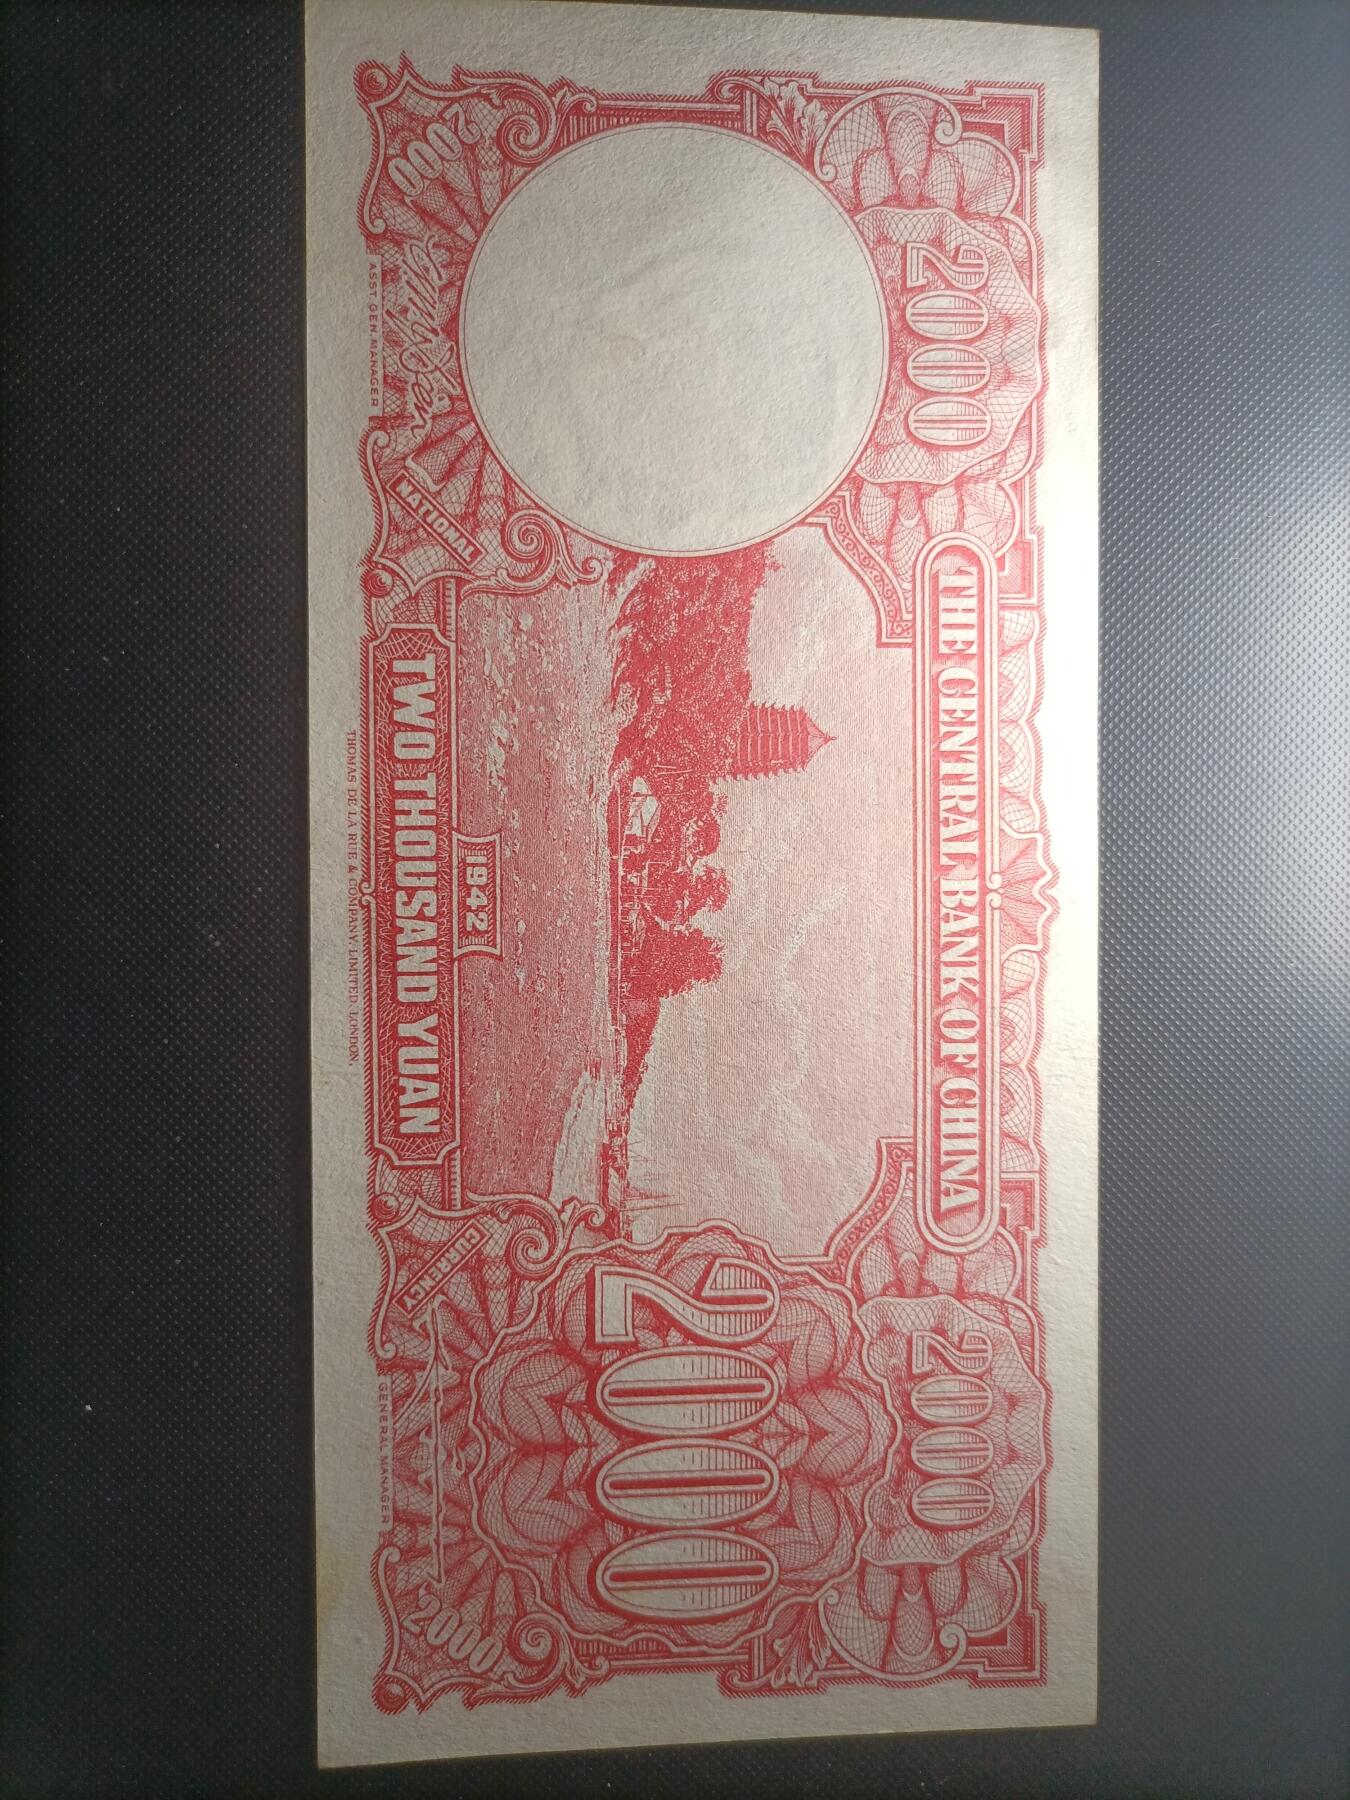 2000
2000
THE CENTRAL BANK OF CHINA
2000
1942
NATIONAL
TWO THOUSAND YUAN
CURRENCY
2000
ASST. GEN. MANAGER
GENERAL MANAGER
2000
THOMAS DE LA RUE & COMPANY, LIMITED, LONDON.